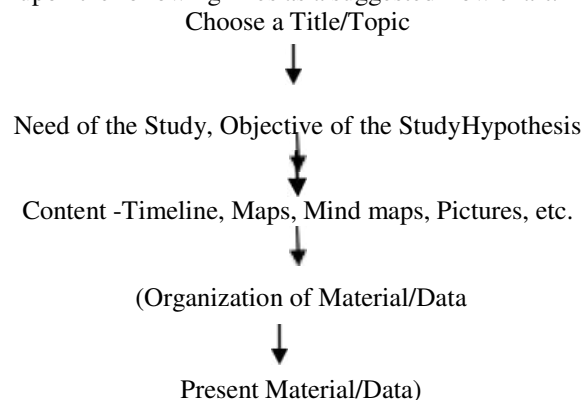 Choose a Title/Topic
Need of the Study, Objective of the StudyHypothesis
Content -Timeline, Maps, Mind maps, Pictures, etc.
(Organization of Material/Data
Present Material/Data)